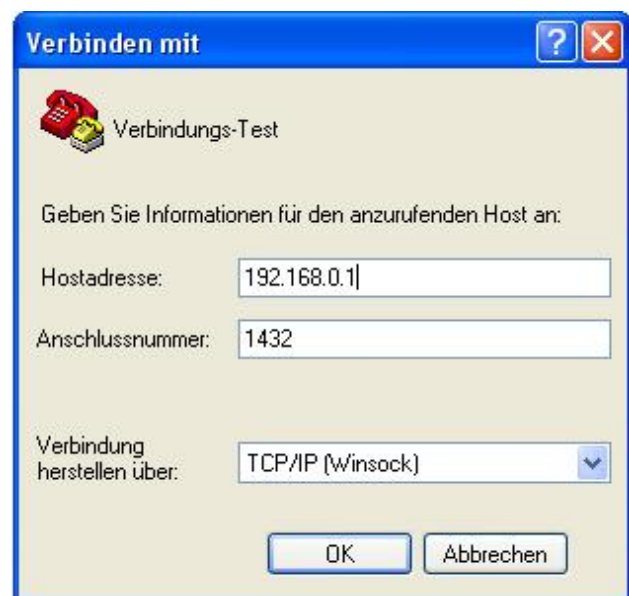 Verbinden mit
Verbindungs-Test
Geben Sie Informationen für den anzurufenden Host an:
Hostadresse: 192.168.0.1
Anschlussnummer: 1432
Verbindung
herstellen über: TCP/IP (Winsock)
OK Abbrechen